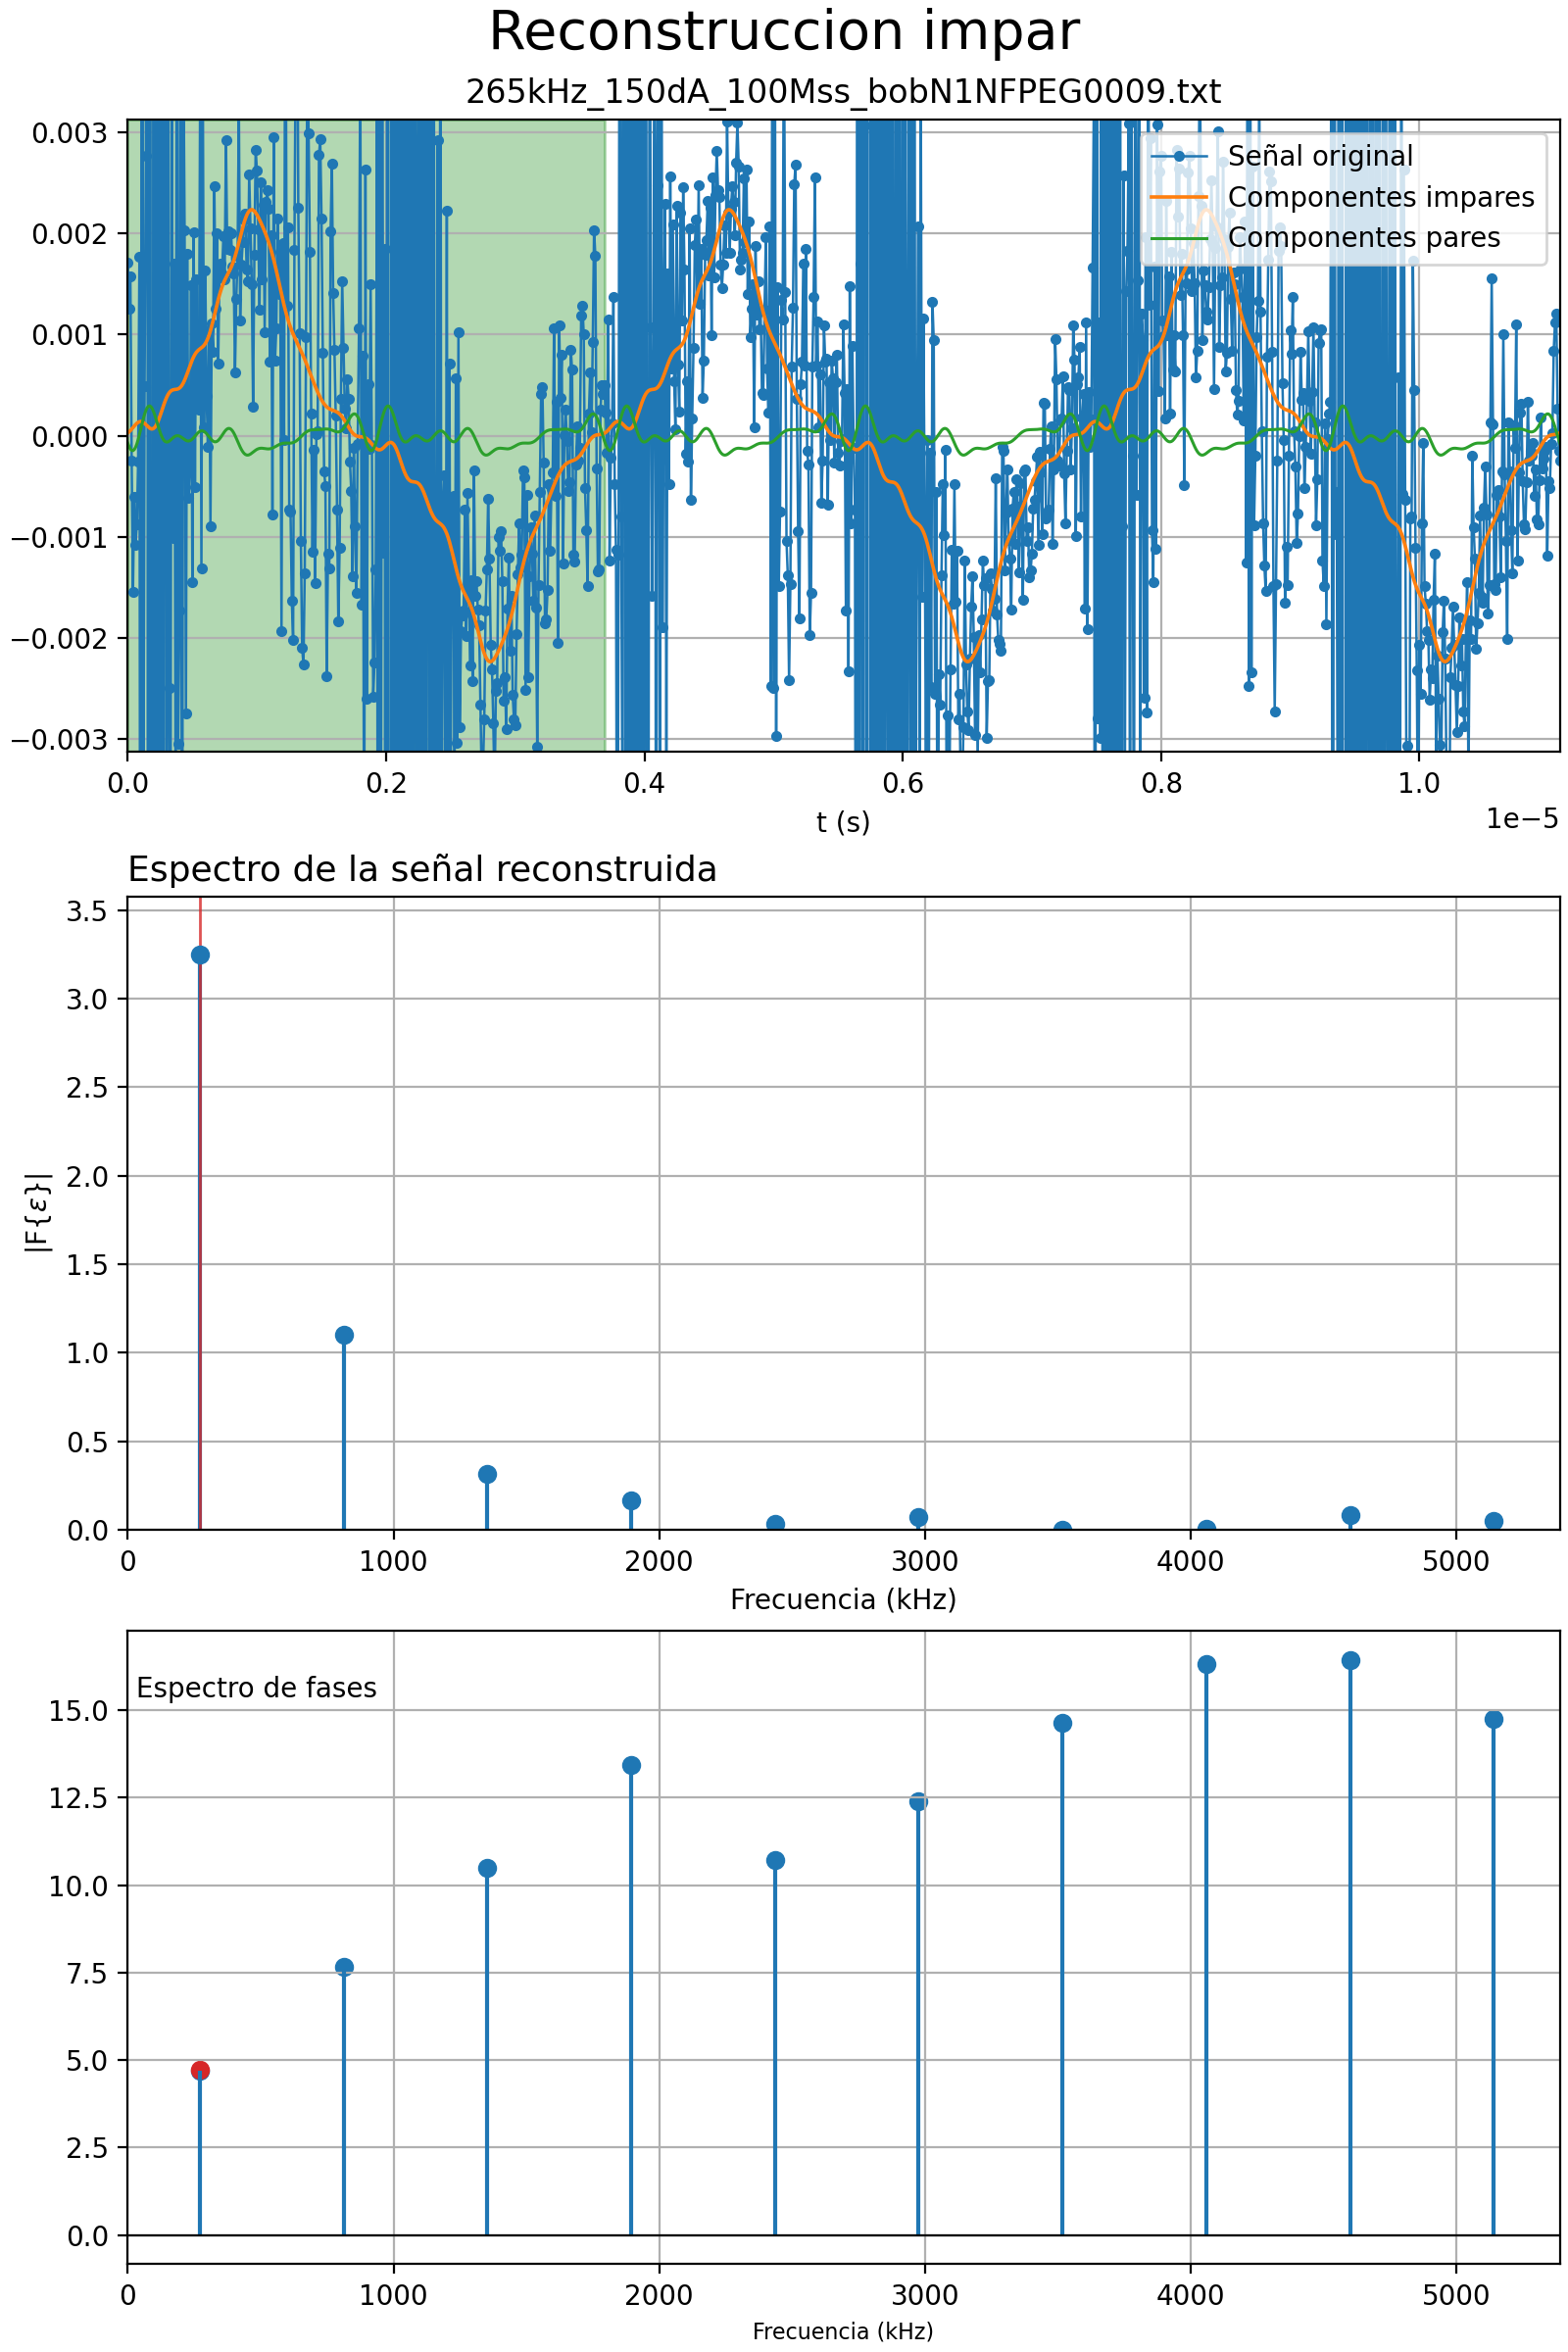 Reconstruccion impar
265kHz_150dA_100Mss_bobN1NFPEG0009.txt
0.003
0.002
0.001
0.000
−0.001
−0.002
−0.003
Señal original
Componentes impares
Componentes pares
0.0 0.2 0.4 0.6 0.8 1.0
1e−5
t (s)
Espectro de la señal reconstruida
3.5
3.0
2.5
2.0
1.5
1.0
0.5
0.0
|F{ε}|
0 1000 2000 3000 4000 5000
Frecuencia (kHz)
Espectro de fases
15.0
12.5
10.0
7.5
5.0
2.5
0.0
0 1000 2000 3000 4000 5000
Frecuencia (kHz)